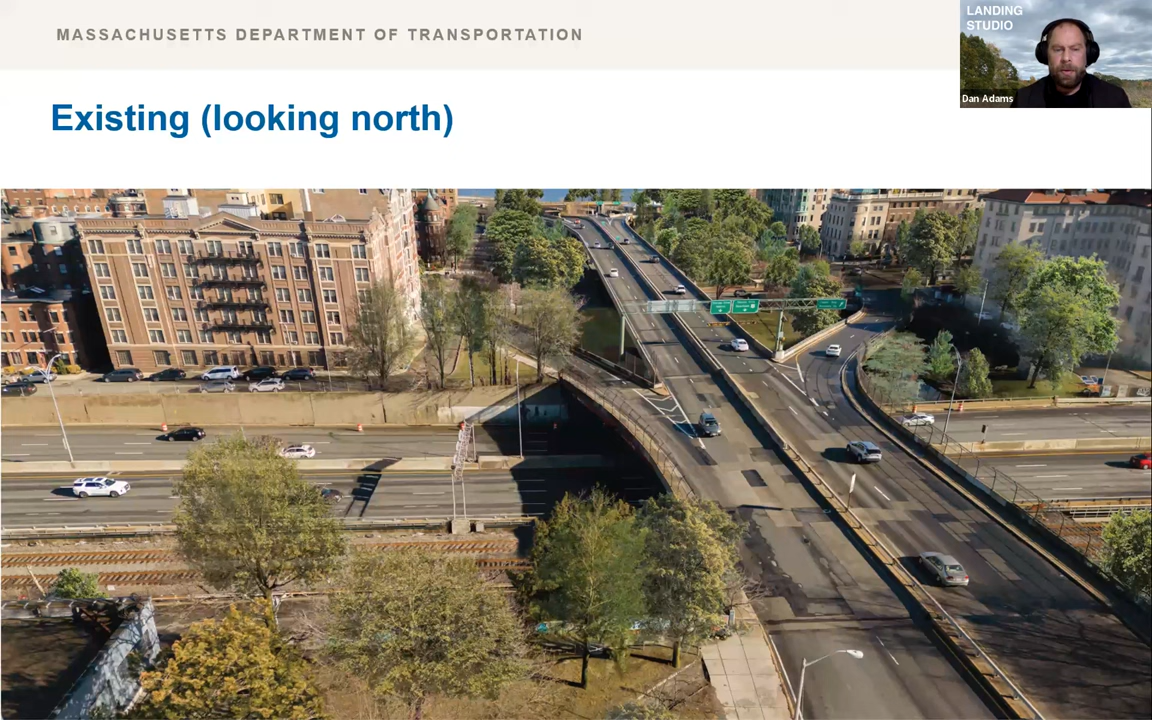 MASSACHUSETTS DEPARTMENT OF TRANSPORTATION
LANDING
STUDIO
Dan Adams
Existing (looking north)